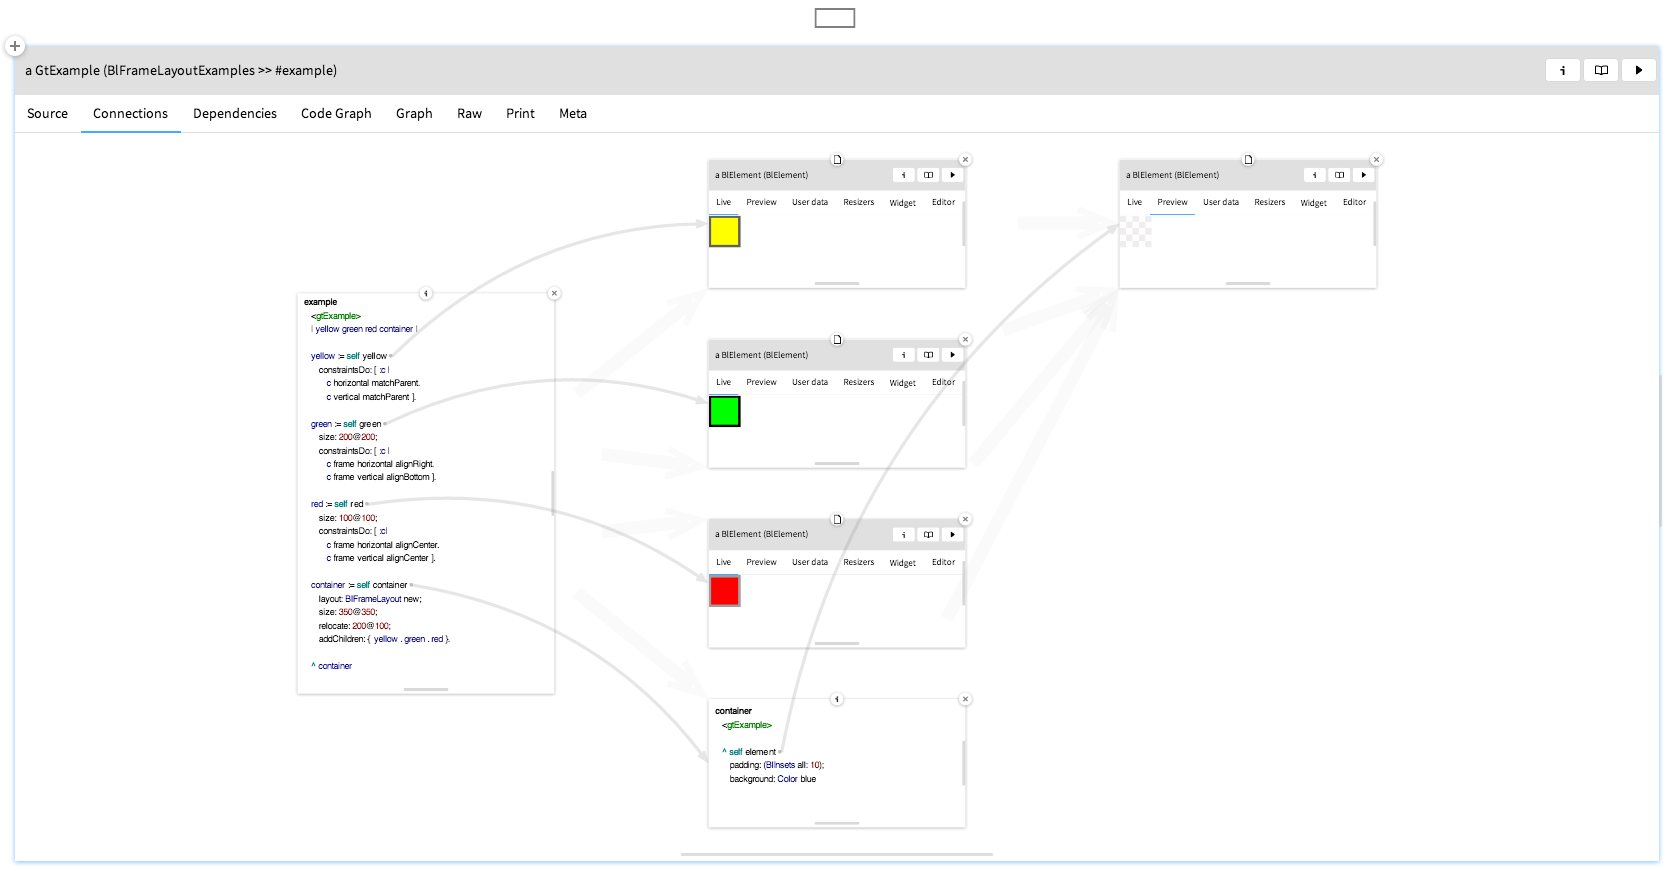 a GtExample (BlFrameLayoutExamples >> #example)
i
Source Connections Dependencies Code Graph Graph Raw Print Meta
a BlElement (BlElement)
i
Live Preview User data Resizers Widget Editor
a BlElement (BlElement)
i
Live Preview User data Resizers Widget Editor
i
example
<gtExample>
| yellow green red container |
yellow := self yellow
constraintsDo: [ :c |
c horizontal matchParent.
c vertical matchParent ].
green := self green
size: 200@200;
constraintsDo: [ :c |
c frame horizontal alignRight.
c frame vertical alignBottom ].
red := self red
size: 100@100;
constraintsDo: [ :c|
c frame horizontal alignCenter.
c frame vertical alignCenter ].
container := self container
layout: BlFrameLayout new;
size: 350@350;
relocate: 200@100;
addChildren: { yellow . green . red }.
^ container
a BlElement (BlElement)
i
Live Preview User data Resizers Widget Editor
a BlElement (BlElement)
i
Live Preview User data Resizers Widget Editor
i
container
<gtExample>
^ self element
padding: (BlInsets all: 10);
background: Color blue